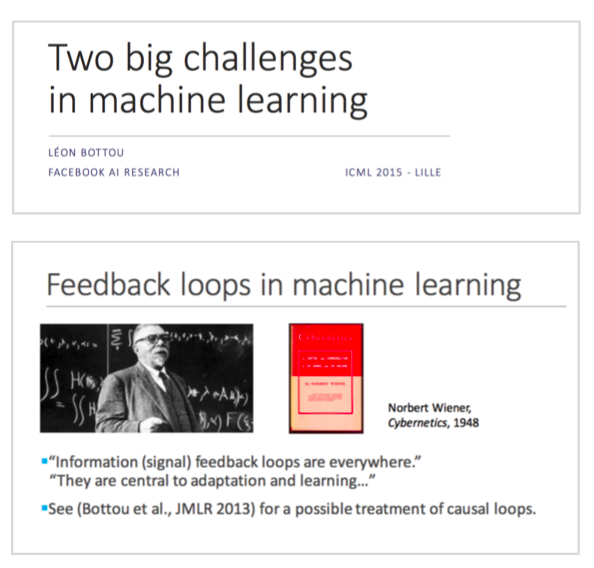 Two big challenges
in machine learning
LÉON BOTTOU
FACEBOOK AI RESEARCH
ICML 2015 - LILLE
Feedback loops in machine learning
Cybernetics
Norbert Wiener,
Cybernetics, 1948
▪“Information (signal) feedback loops are everywhere.”
“They are central to adaptation and learning...”
▪See (Bottou et al., JMLR 2013) for a possible treatment of causal loops.